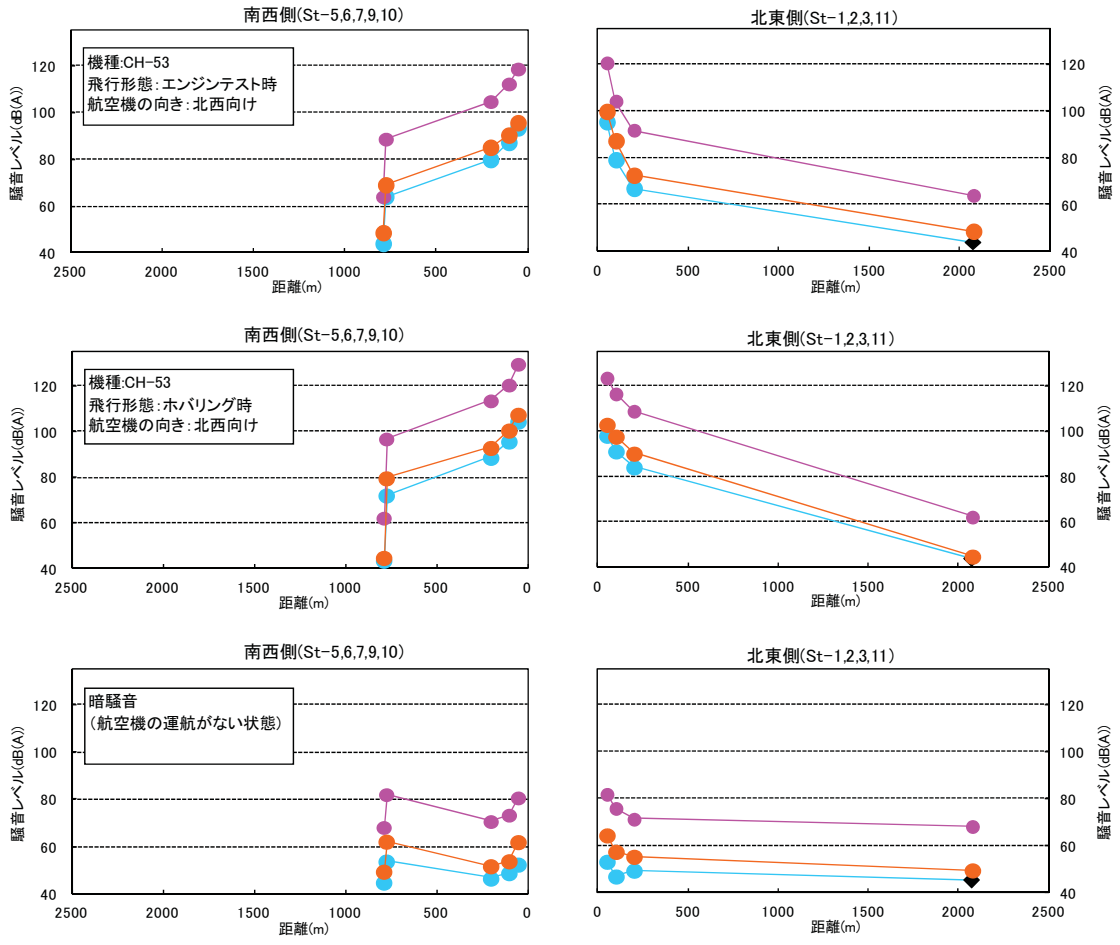 南西側(St-5,6,7,9,10)
騒音レベル(dB(A))
120
100
80
60
40
機種:CH-53
飛行形態:エンジンテスト時
航空機の向き:北西向け
2500
2000
1500
1000
500
0
距離(m)
北東側(St-1,2,3,11)
120
100
80
60
40
騒音レベル(dB(A))
0
500
1000
1500
2000
2500
距離(m)
南西側(St-5,6,7,9,10)
騒音レベル(dB(A))
120
100
80
60
40
機種:CH-53
飛行形態:ホバリング時
航空機の向き:北西向け
2500
2000
1500
1000
500
0
距離(m)
北東側(St-1,2,3,11)
120
100
80
60
40
騒音レベル(dB(A))
0
500
1000
1500
2000
2500
距離(m)
南西側(St-5,6,7,9,10)
騒音レベル(dB(A))
120
100
80
60
40
暗騒音
(航空機の運航がない状態)
2500
2000
1500
1000
500
0
距離(m)
北東側(St-1,2,3,11)
120
100
80
60
40
騒音レベル(dB(A))
0
500
1000
1500
2000
2500
距離(m)